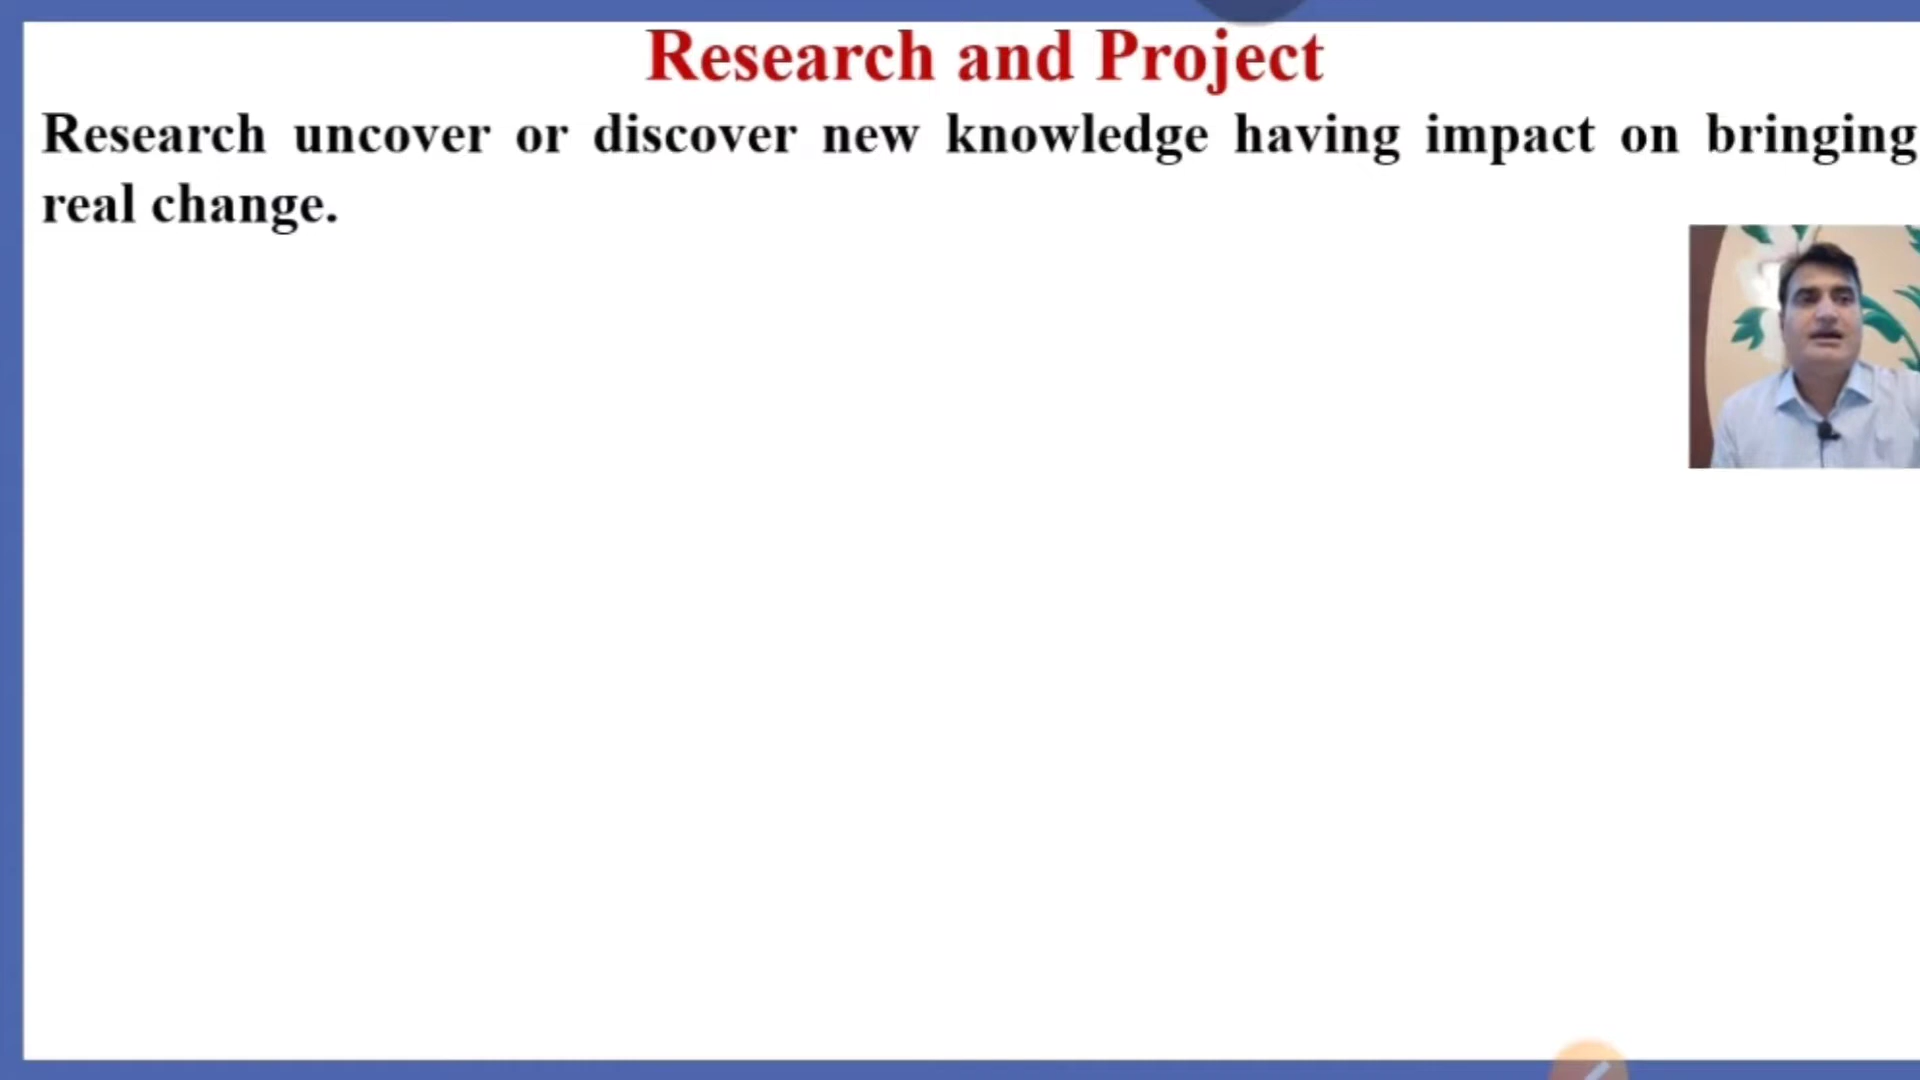 Research and Project
Research uncover or discover new knowledge having impact on bringing
real change.